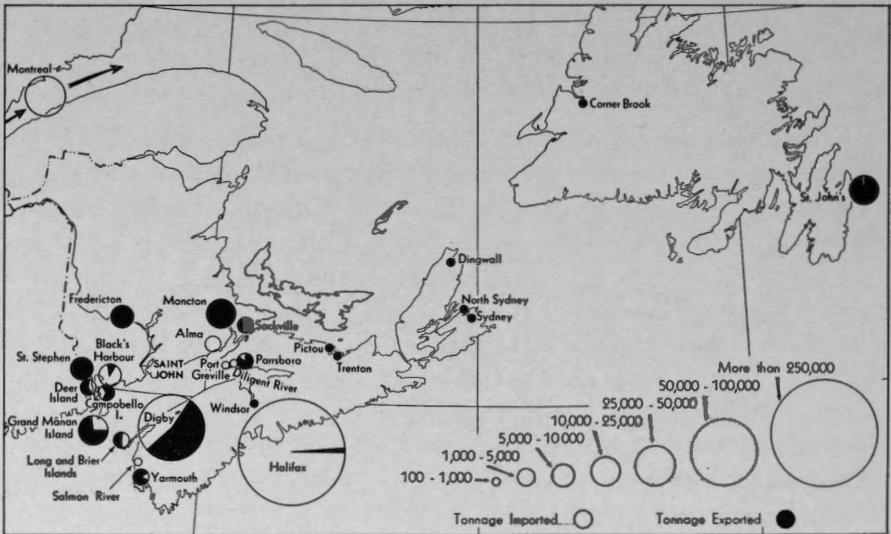 Montreal
Corner Brook
St. John's
Dingwall
North Sydney
Sydney
Fredericton
Moncton
Sackville
Alma
Black's
Harbour
Pictou
Trenton
St. Stephen
SAINT
JOHN
Port
Greville
Parrsboro
Diligent River
Deer
Island
Campobello
I.
Windsor
Grand Manan
Island
Digby
Halifax
Long and Brier
Islands
Salmon River
Yarmouth
More than 250,000
50,000 - 100,000
25,000 - 50,000
10,000 - 25,000
5,000 - 10 000
1,000 - 5,000
100 - 1,000
Tonnage Imported
Tonnage Exported